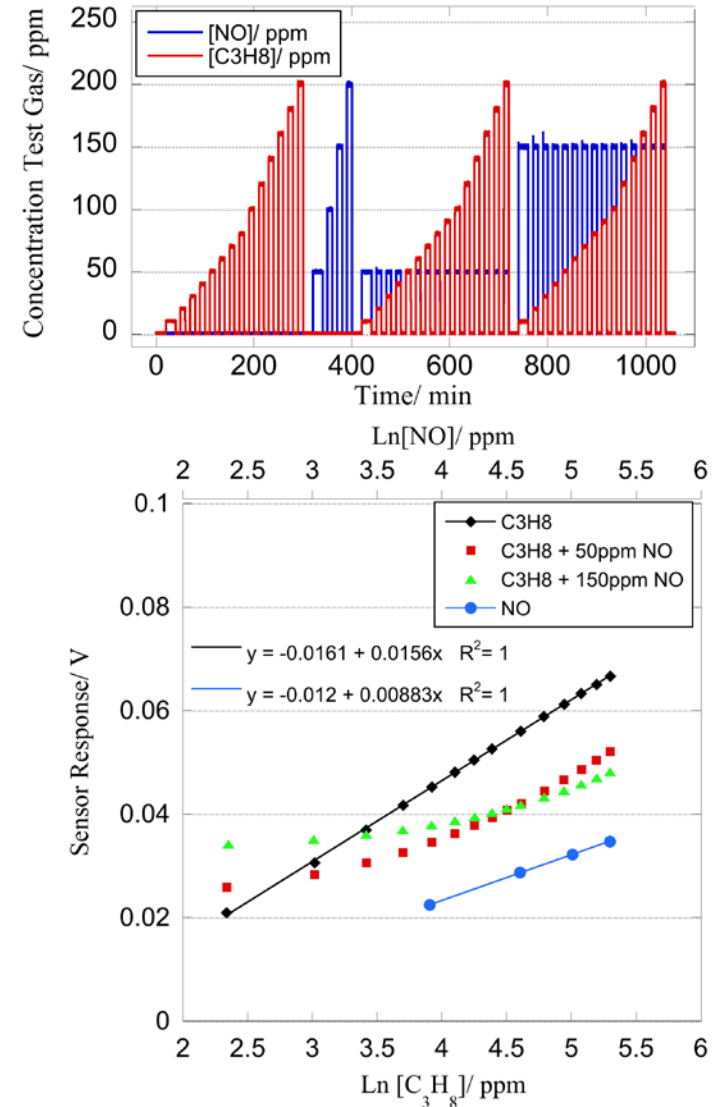 Concentration Test Gas/ ppm
250
200
150
100
50
0
[NO]/ ppm
[C3H8]/ ppm
0 200 400 600 800 1000
Time/ min
Ln[NO]/ ppm
2 2.5 3 3.5 4 4.5 5 5.5 6
Sensor Response/ V
0.1
0.08
0.06
0.04
0.02
0
C3H8
C3H8 + 50ppm NO
C3H8 + 150ppm NO
NO
y = -0.0161 + 0.0156x R²= 1
y = -0.012 + 0.00883x R²= 1
2 2.5 3 3.5 4 4.5 5 5.5 6
Ln [C₃H₈]/ ppm